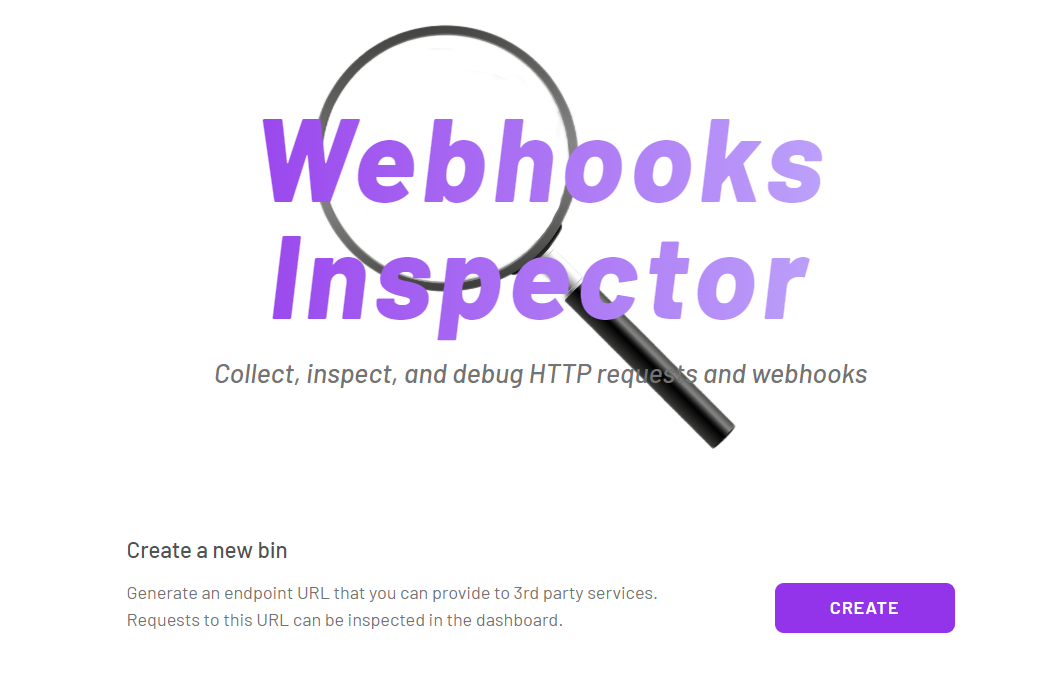 Webhooks
Inspector
Collect, inspect, and debug HTTP requests and webhooks
Create a new bin
Generate an endpoint URL that you can provide to 3rd party services.
Requests to this URL can be inspected in the dashboard.
CREATE